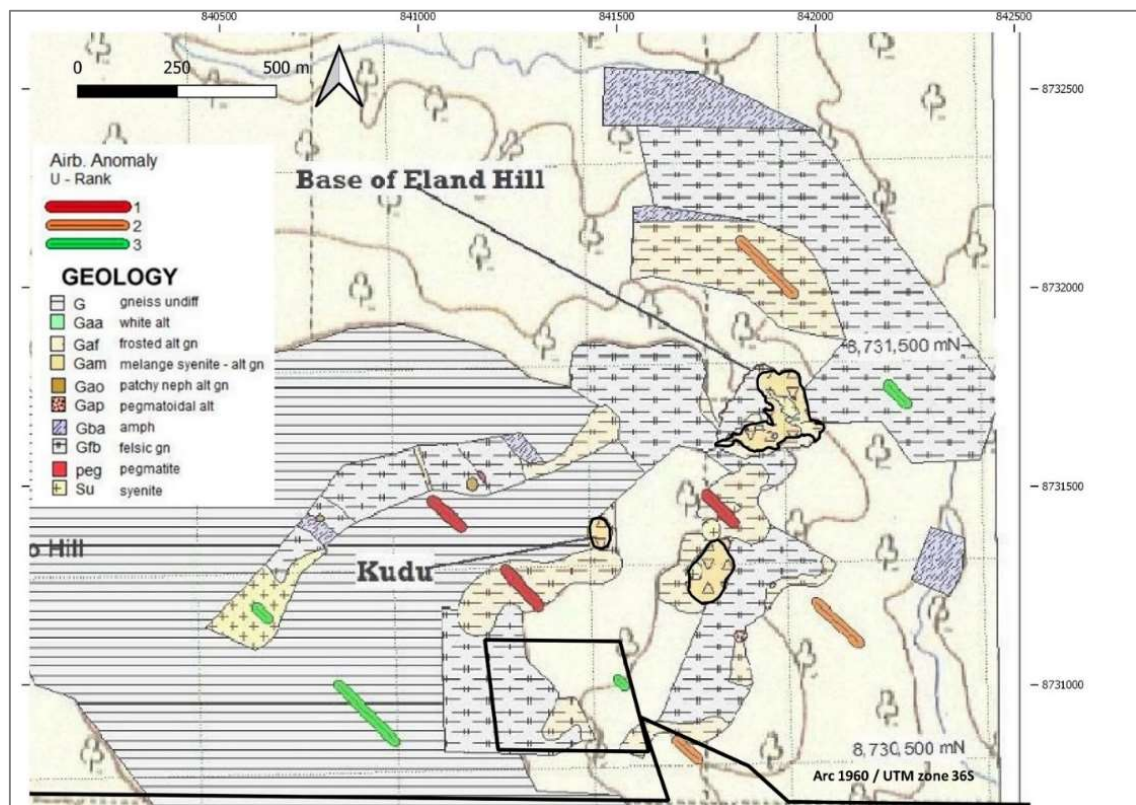 840500 841000 841500 842000 842500
0 250 500 m
8732500
Airb. Anomaly
U - Rank
1
2
3
Base of Eland Hill
GEOLOGY
G gneiss undiff
Gaa white alt
Gaf frosted alt gn
Gam melange syenite - alt gn
Gao patchy neph alt gn
Gap pegmatoidal alt
Gba amph
Gfb felsic gn
peg pegmatite
Su syenite
8732000
8,731,500 mN
8731500
o Hill
Kudu
8731000
8,730,500 mN
Arc 1960 / UTM zone 36S